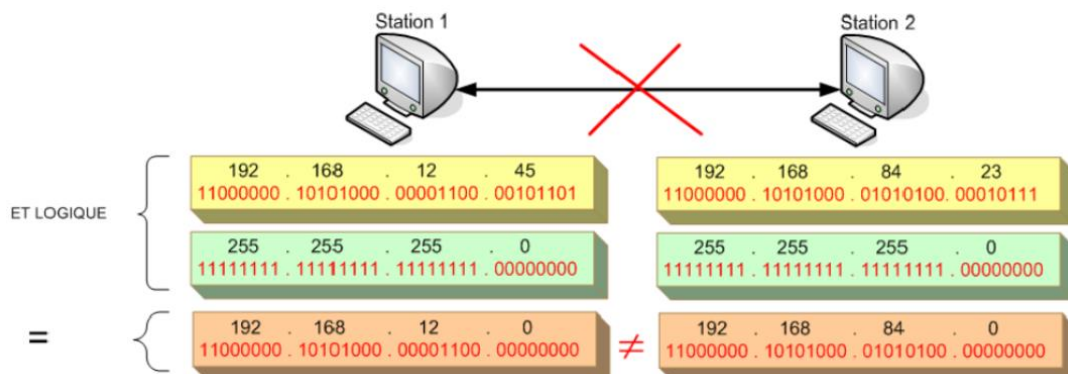 Station 1
Station 2
192 . 168 . 12 . 45
11000000 . 10101000 . 00001100 . 00101101
192 . 168 . 84 . 23
11000000 . 10101000 . 01010100 . 00010111
ET LOGIQUE
255 . 255 . 255 . 0
11111111 . 11111111 . 11111111 . 00000000
255 . 255 . 255 . 0
11111111 . 11111111 . 11111111 . 00000000
=
192 . 168 . 12 . 0
11000000 . 10101000 . 00001100 . 00000000
≠
192 . 168 . 84 . 0
11000000 . 10101000 . 01010100 . 00000000